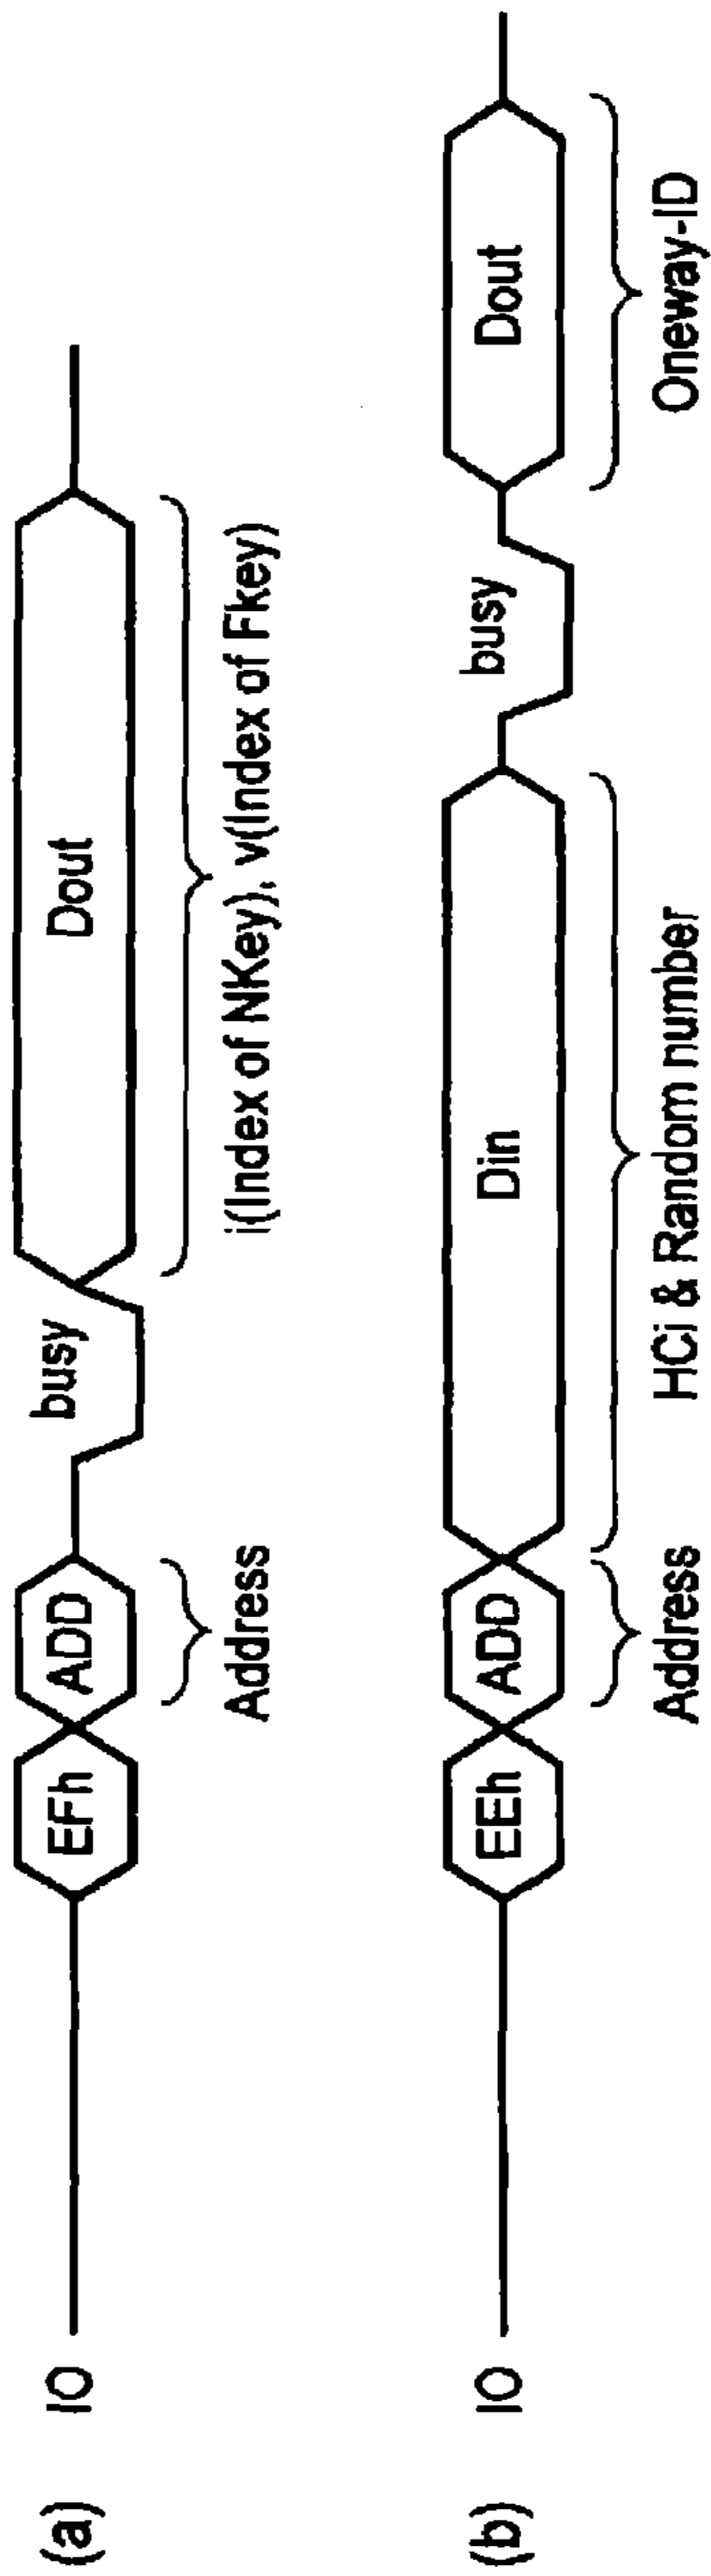 (a) IO EFh ADD busy Dout
Address i(Index of NKey), v(Index of Fkey)
(b) IO EEh ADD Din busy Dout
Address HCi & Random number Oneway-ID